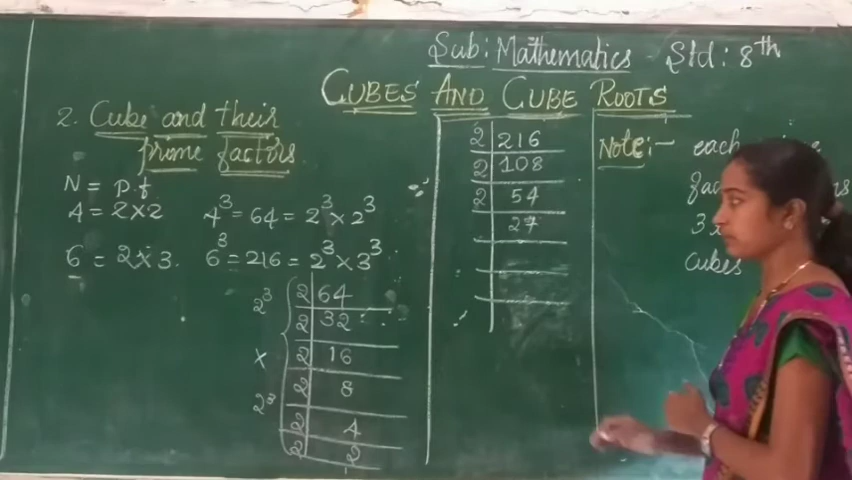 Sub: Mathematics - Std: 8th
CUBES AND CUBE ROOTS
2. Cube and their
prime factors.
N = p.f
4 = 2×2 4³ = 64 = 2³ × 2³
6 = 2×3. 6³ = 216 = 2³ × 3³
2³ 2 64
2 32
× 2 16
2³ 2 8
2 4
2 2
2 216
2 108
2 54
27
Note:- each
3
cubes